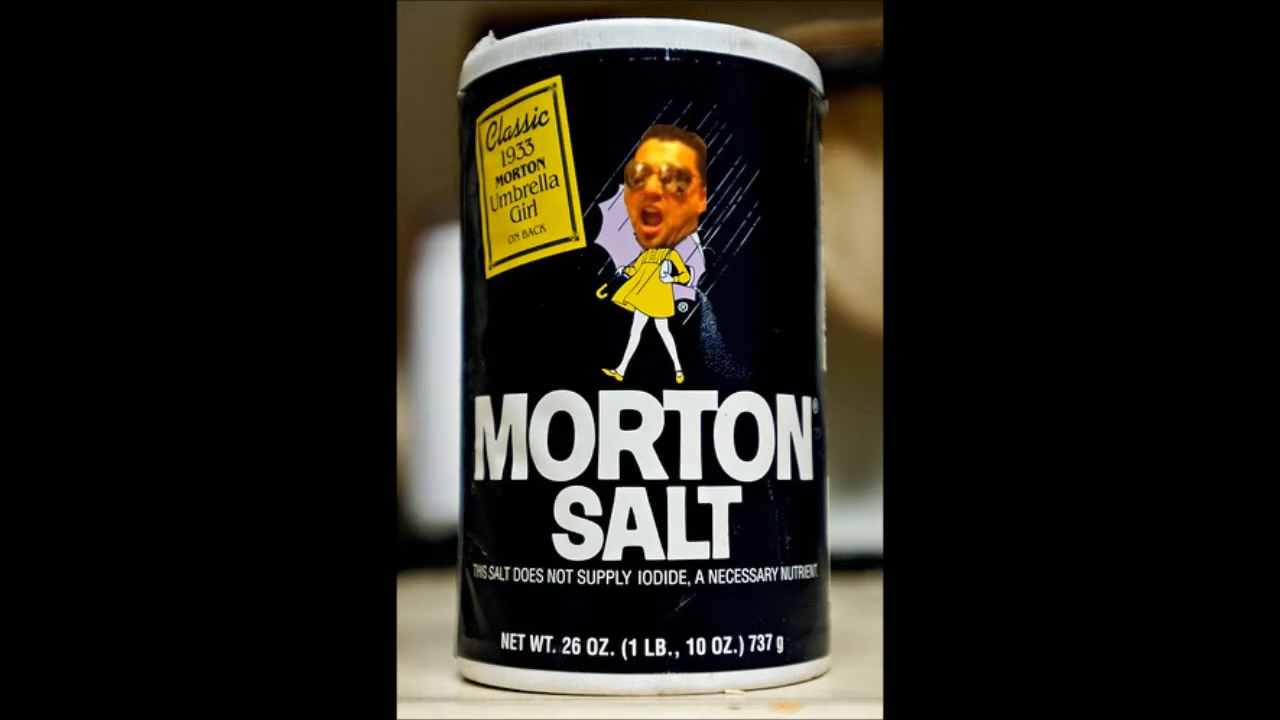 Classic
1933
MORTON
Umbrella
Girl
ON BACK
MORTON®
SALT
THIS SALT DOES NOT SUPPLY IODIDE, A NECESSARY NUTRIENT.
NET WT. 26 OZ. (1 LB., 10 OZ.) 737 g